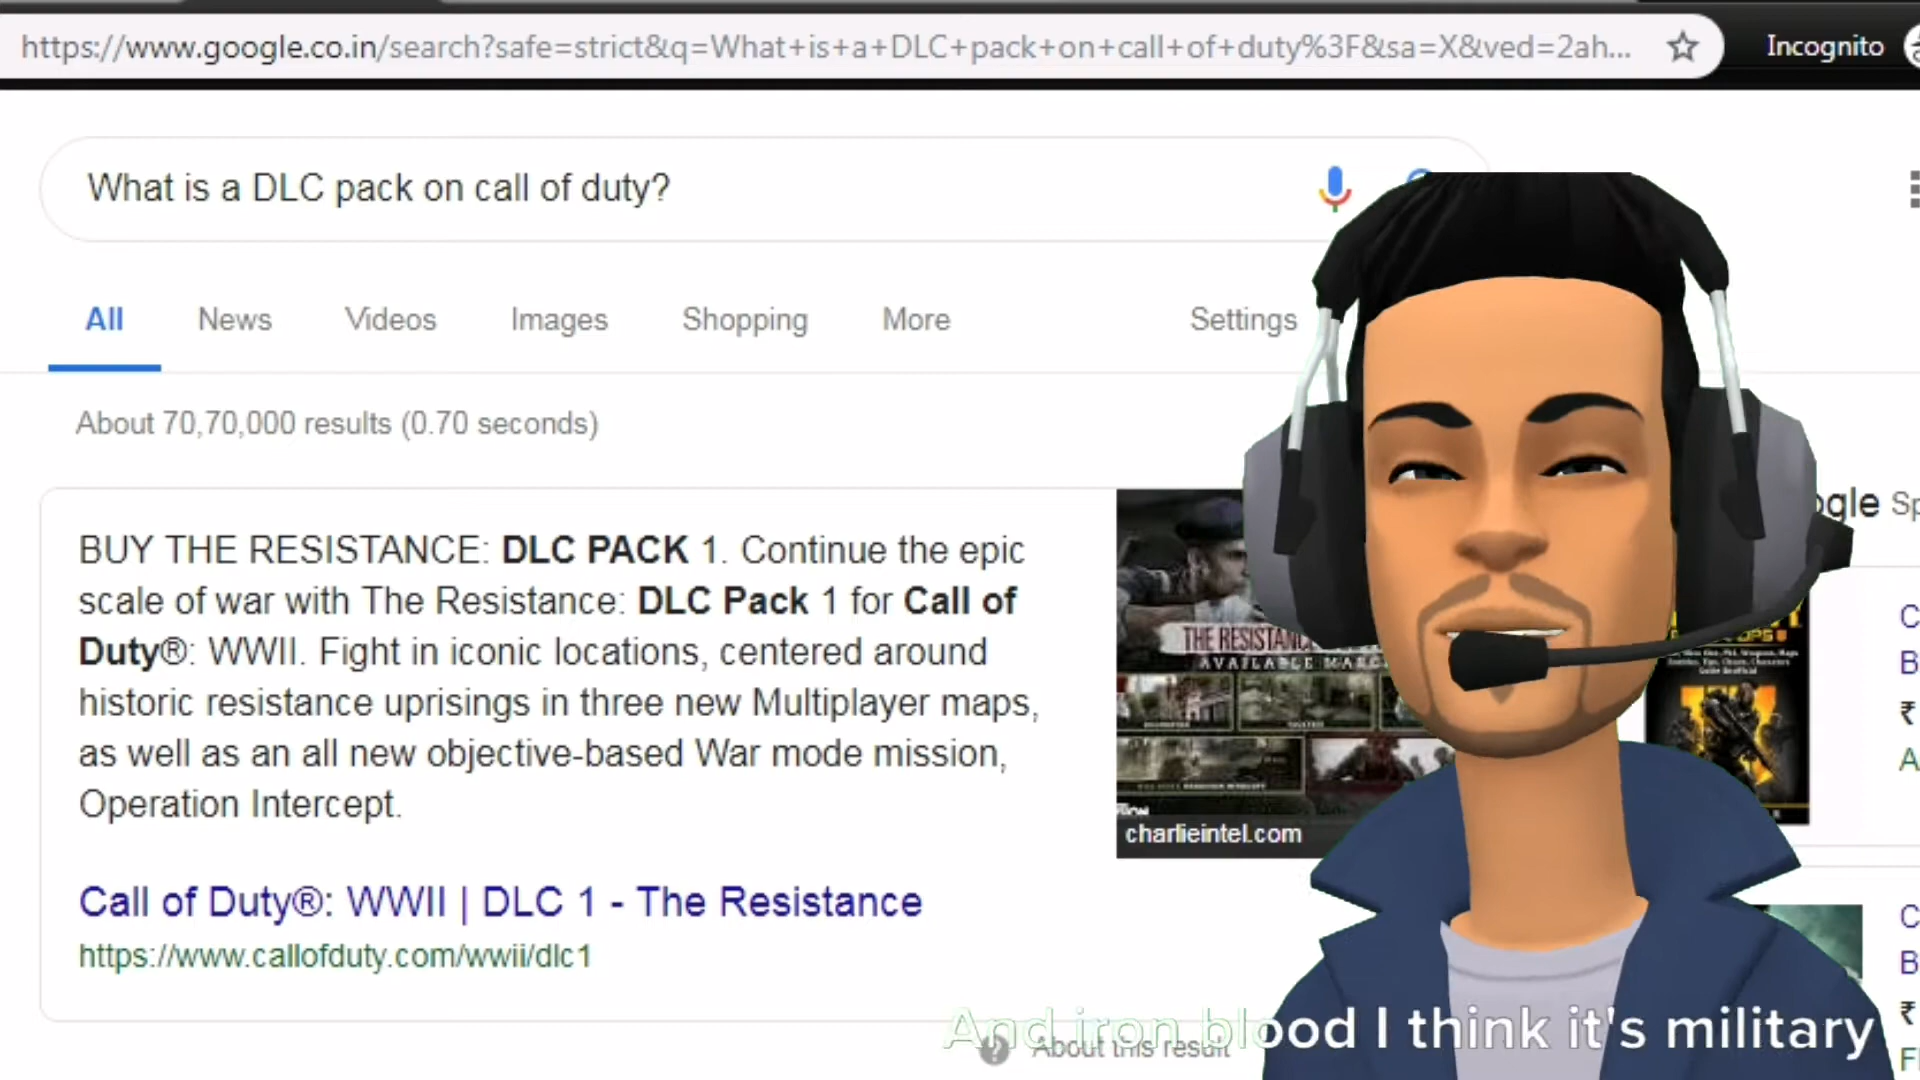 https://www.google.co.in/search?safe=strict&q=What+is+a+DLC+pack+on+call+of+duty%3F&sa=X&ved=2ah...
Incognito
What is a DLC pack on call of duty?
All News Videos Images Shopping More Settings
About 70,70,000 results (0.70 seconds)
BUY THE RESISTANCE: DLC PACK 1. Continue the epic
scale of war with The Resistance: DLC Pack 1 for Call of
Duty®: WWII. Fight in iconic locations, centered around
historic resistance uprisings in three new Multiplayer maps,
as well as an all new objective-based War mode mission,
Operation Intercept.
THE RESISTANC
AVAILABLE MARC
charlieintel.com
Call of Duty®: WWII | DLC 1 - The Resistance
https://www.callofduty.com/wwii/dlc1
ogle Sp
C
B
₹
A
C
B
₹
And iron blood I think it's military
About this result